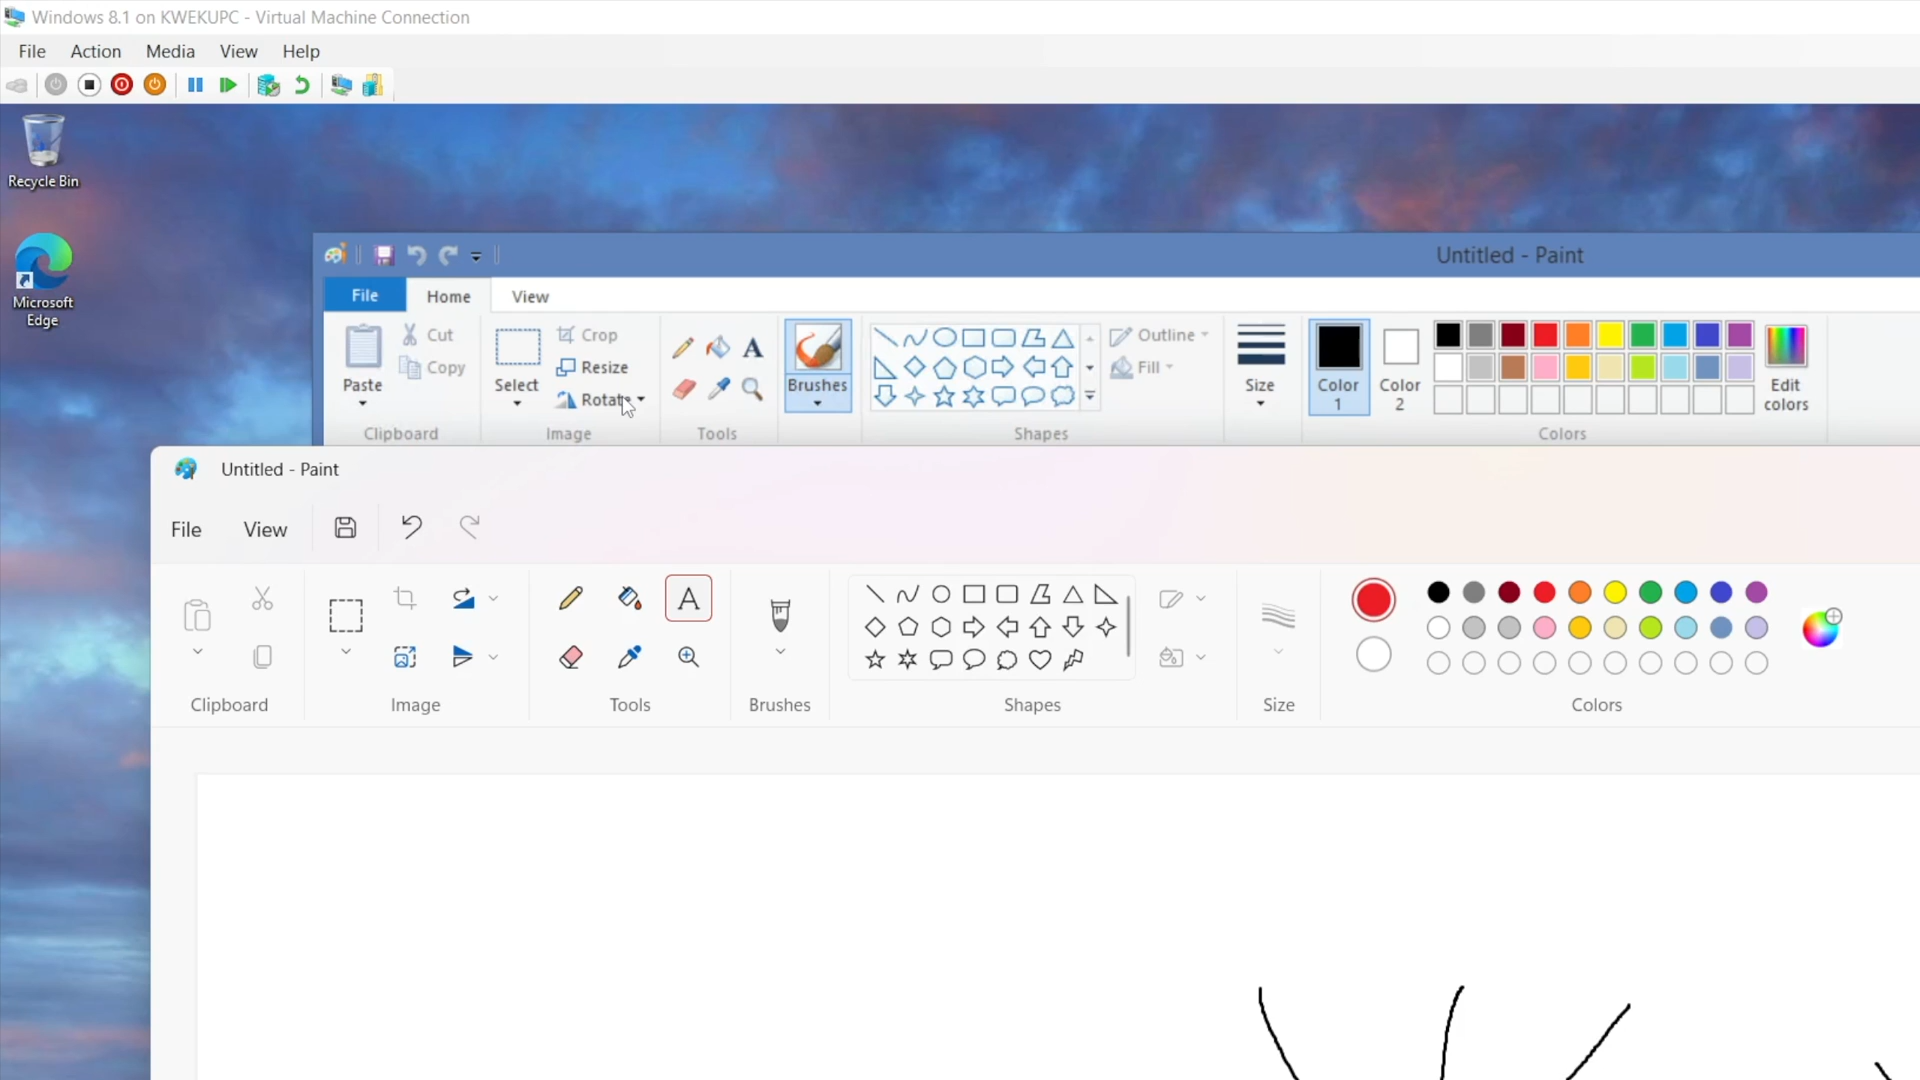 Windows 8.1 on KWEKUPC - Virtual Machine Connection
File Action Media View Help
Recycle Bin
Microsoft
Edge
Untitled - Paint
File Home View
Paste
Cut
Copy
Clipboard
Select
Crop
Resize
Rotate
Image
A
Tools
Brushes
Shapes
Outline
Fill
Size
Color
1
Color
2
Edit
colors
Colors
Untitled - Paint
File View
A
Clipboard Image Tools Brushes Shapes Size Colors